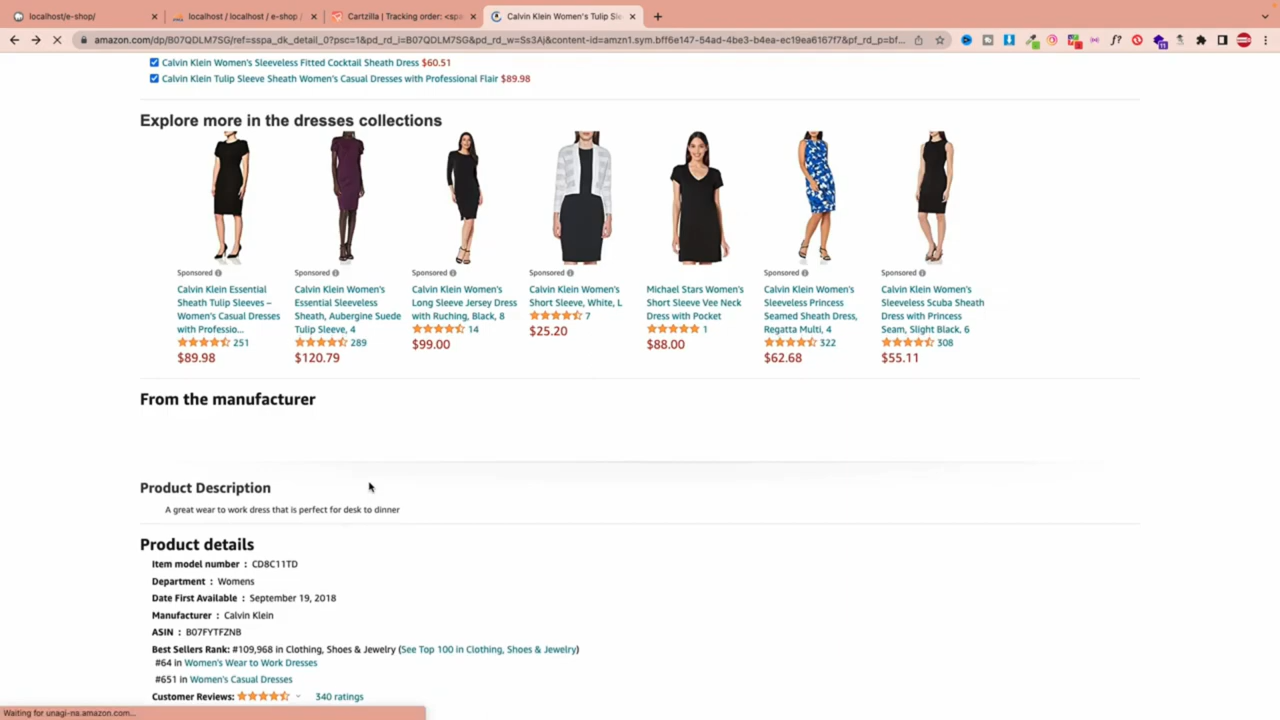 localhost/e-shop/
localhost / localhost / e-shop /
Cartzilla | Tracking order: <spa
Calvin Klein Women's Tulip Sle
amazon.com/dp/B07QDLM7SG/ref=sspa_dk_detail_0?psc=1&pd_rd_i=B07QDLM7SG&pd_rd_w=Ss3Aj&content-id=amzn1.sym.bff6e147-54ad-4be3-b4ea-ec19ea6167f7&pf_rd_p=bf...
Calvin Klein Women's Sleeveless Fitted Cocktail Sheath Dress $60.51
Calvin Klein Tulip Sleeve Sheath Women's Casual Dresses with Professional Flair $89.98
Explore more in the dresses collections
Sponsored
Calvin Klein Essential
Sheath Tulip Sleeves –
Women's Casual Dresses
with Professio...
251
$89.98
Sponsored
Calvin Klein Women's
Essential Sleeveless
Sheath, Aubergine Suede
Tulip Sleeve, 4
289
$120.79
Sponsored
Calvin Klein Women's
Long Sleeve Jersey Dress
with Ruching, Black, 8
14
$99.00
Sponsored
Calvin Klein Women's
Short Sleeve, White, L
7
$25.20
Sponsored
Michael Stars Women's
Short Sleeve Vee Neck
Dress with Pocket
1
$88.00
Sponsored
Calvin Klein Women's
Sleeveless Princess
Seamed Sheath Dress,
Regatta Multi, 4
322
$62.68
Sponsored
Calvin Klein Women's
Sleeveless Scuba Sheath
Dress with Princess
Seam, Slight Black, 6
308
$55.11
From the manufacturer
Product Description
A great wear to work dress that is perfect for desk to dinner
Product details
Item model number : CD8C11TD
Department : Womens
Date First Available : September 19, 2018
Manufacturer : Calvin Klein
ASIN : B07FYTFZNB
Best Sellers Rank: #109,968 in Clothing, Shoes & Jewelry (See Top 100 in Clothing, Shoes & Jewelry)
#64 in Women's Wear to Work Dresses
#651 in Women's Casual Dresses
Customer Reviews: 340 ratings
Waiting for unagi-na.amazon.com...